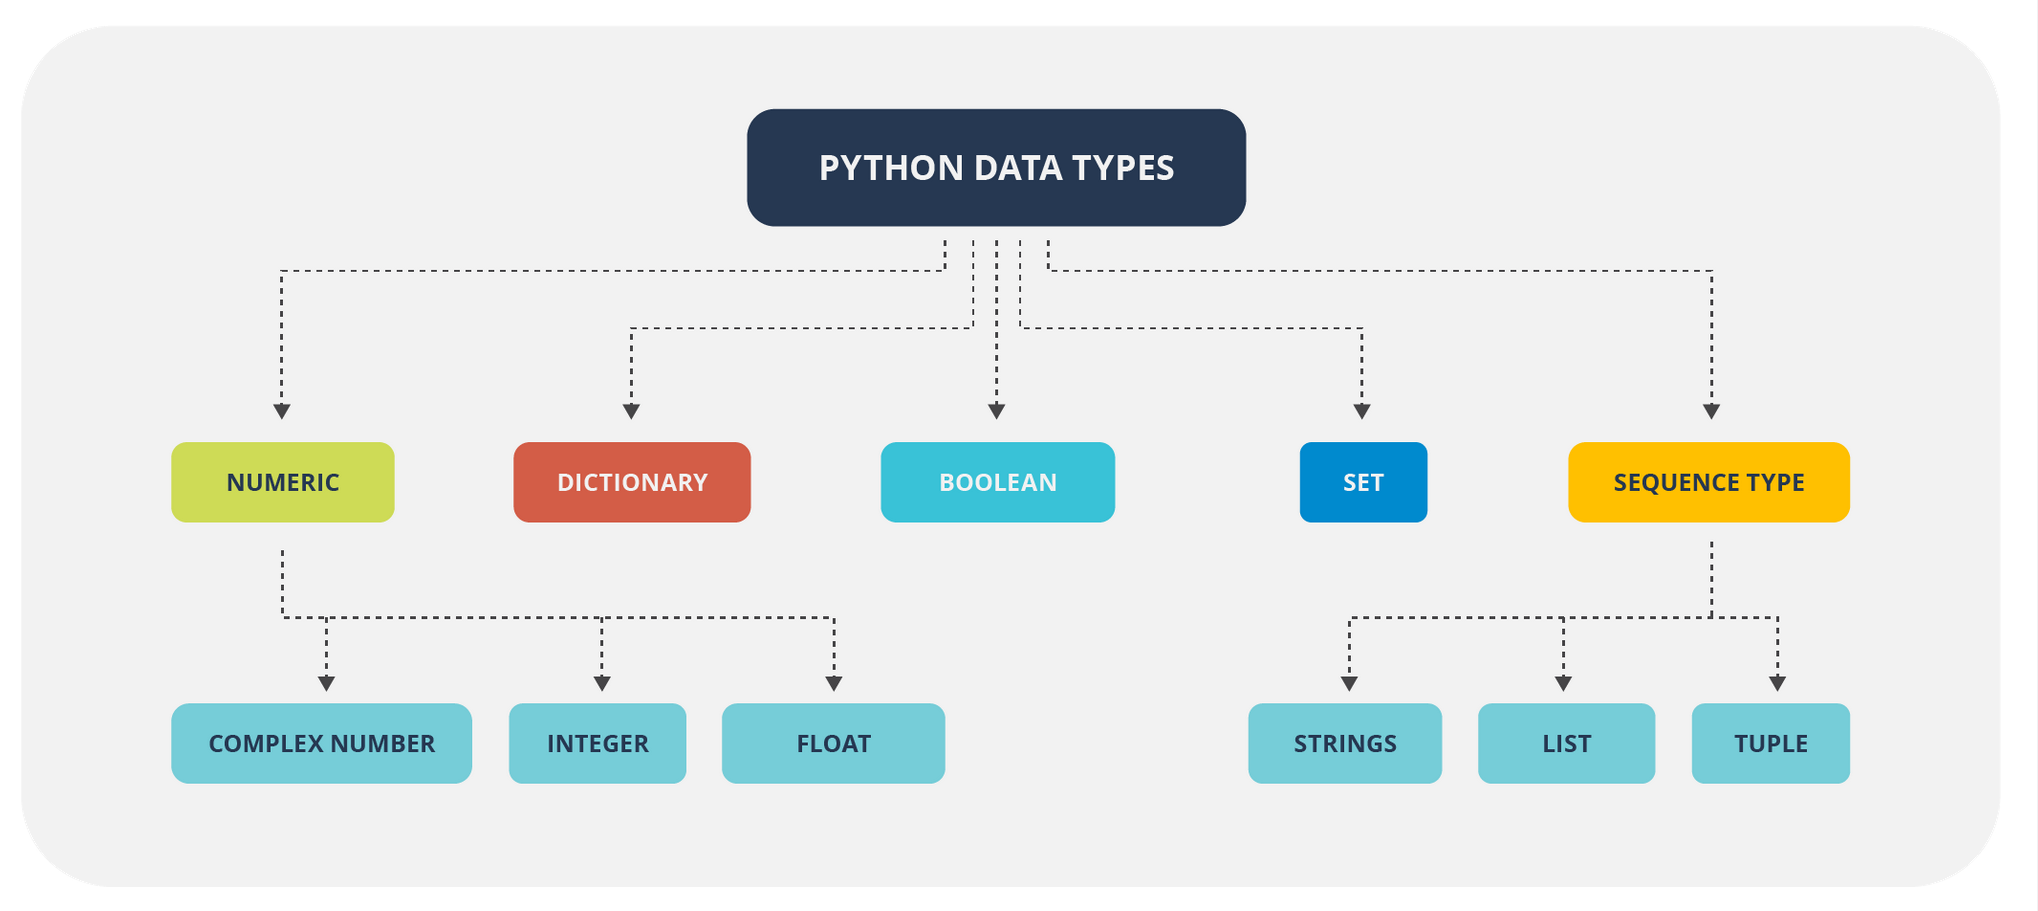 PYTHON DATA TYPES
NUMERIC
DICTIONARY
BOOLEAN
SET
SEQUENCE TYPE
COMPLEX NUMBER
INTEGER
FLOAT
STRINGS
LIST
TUPLE